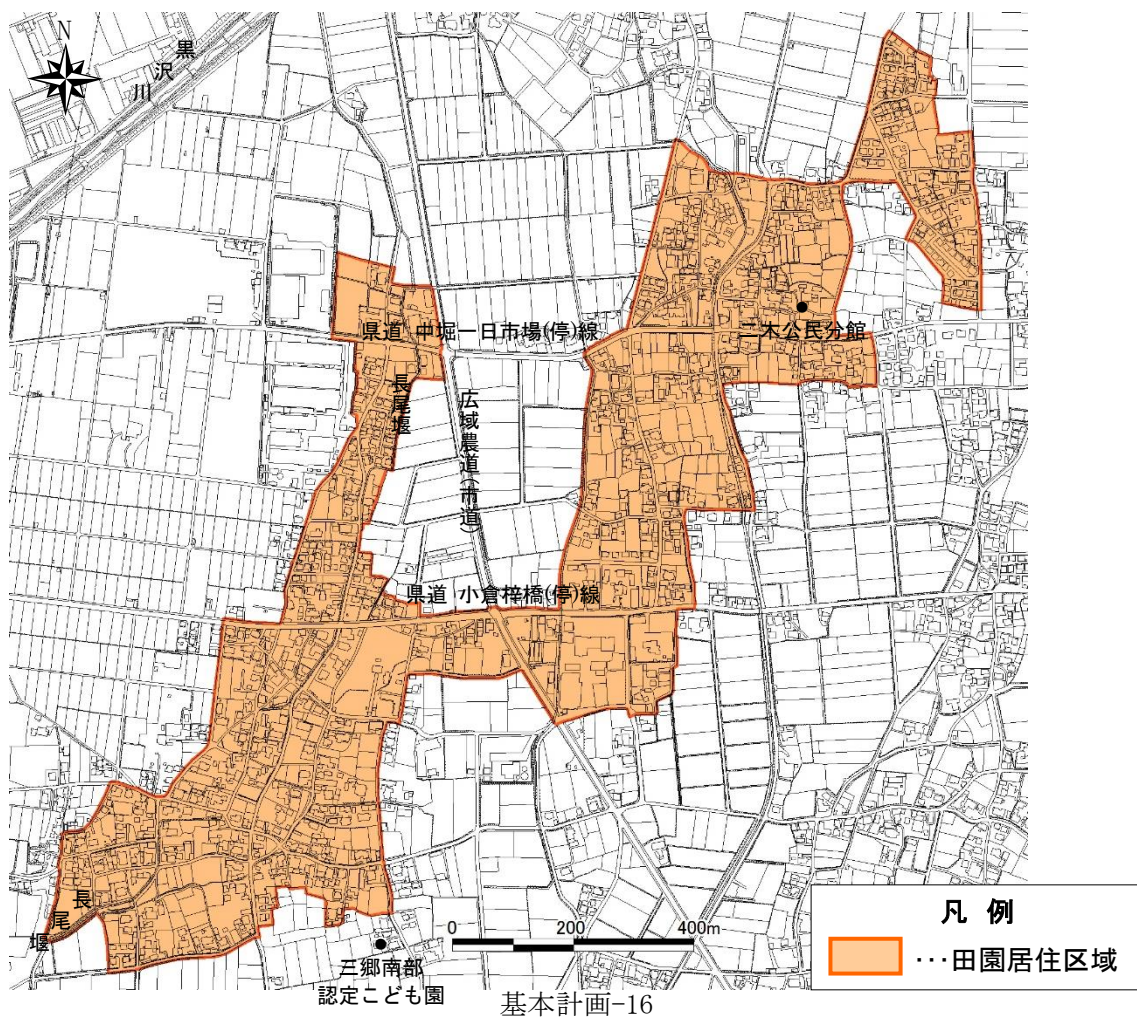 N
黒沢川
県道 中堀一日市場(停)線
二木公民分館
長尾堰
広域農道(市道)
県道 小倉梓橋(停)線
長尾堰
0 200 400m
三郷南部
認定こども園
凡 例
･･･田園居住区域
基本計画-16